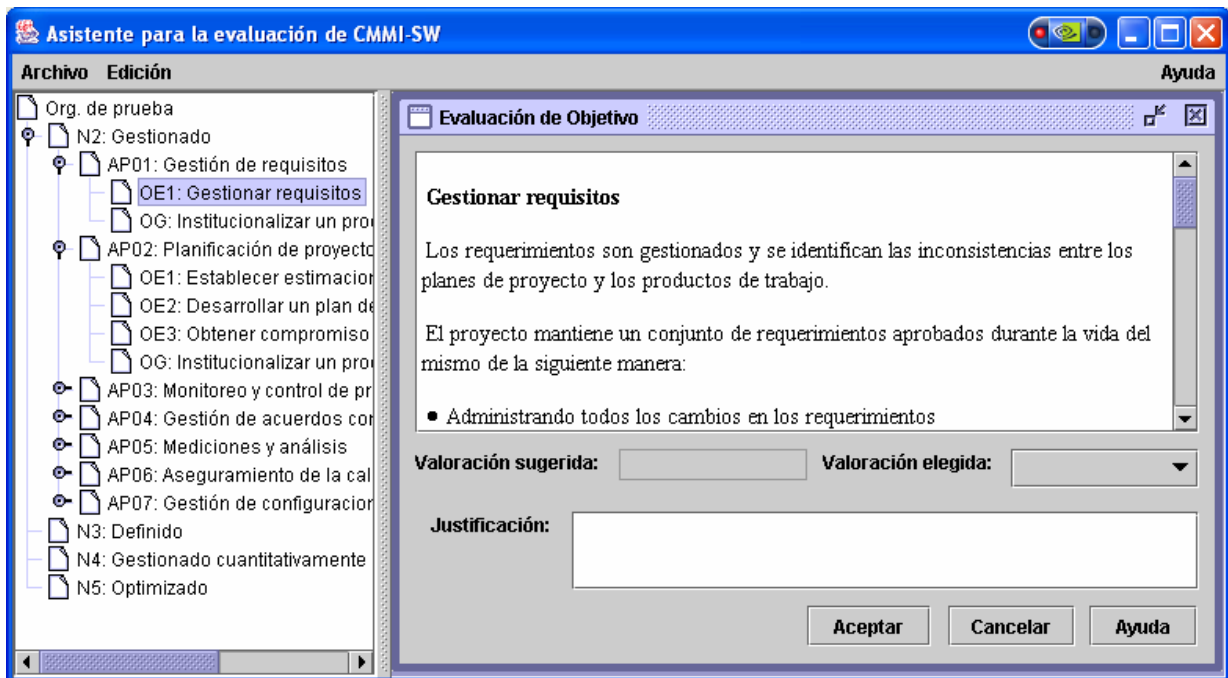 Asistente para la evaluación de CMMI-SW
Archivo Edición Ayuda
Org. de prueba
N2: Gestionado
AP01: Gestión de requisitos
OE1: Gestionar requisitos
OG: Institucionalizar un pro
AP02: Planificación de proyecto
OE1: Establecer estimacion
OE2: Desarrollar un plan de
OE3: Obtener compromiso
OG: Institucionalizar un pro
AP03: Monitoreo y control de pr
AP04: Gestión de acuerdos con
AP05: Mediciones y análisis
AP06: Aseguramiento de la cal
AP07: Gestión de configuracion
N3: Definido
N4: Gestionado cuantitativamente
N5: Optimizado
Evaluación de Objetivo
Gestionar requisitos
Los requerimientos son gestionados y se identifican las inconsistencias entre los
planes de proyecto y los productos de trabajo.
El proyecto mantiene un conjunto de requerimientos aprobados durante la vida del
mismo de la siguiente manera:
● Administrando todos los cambios en los requerimientos
Valoración sugerida: Valoración elegida:
Justificación:
Aceptar Cancelar Ayuda